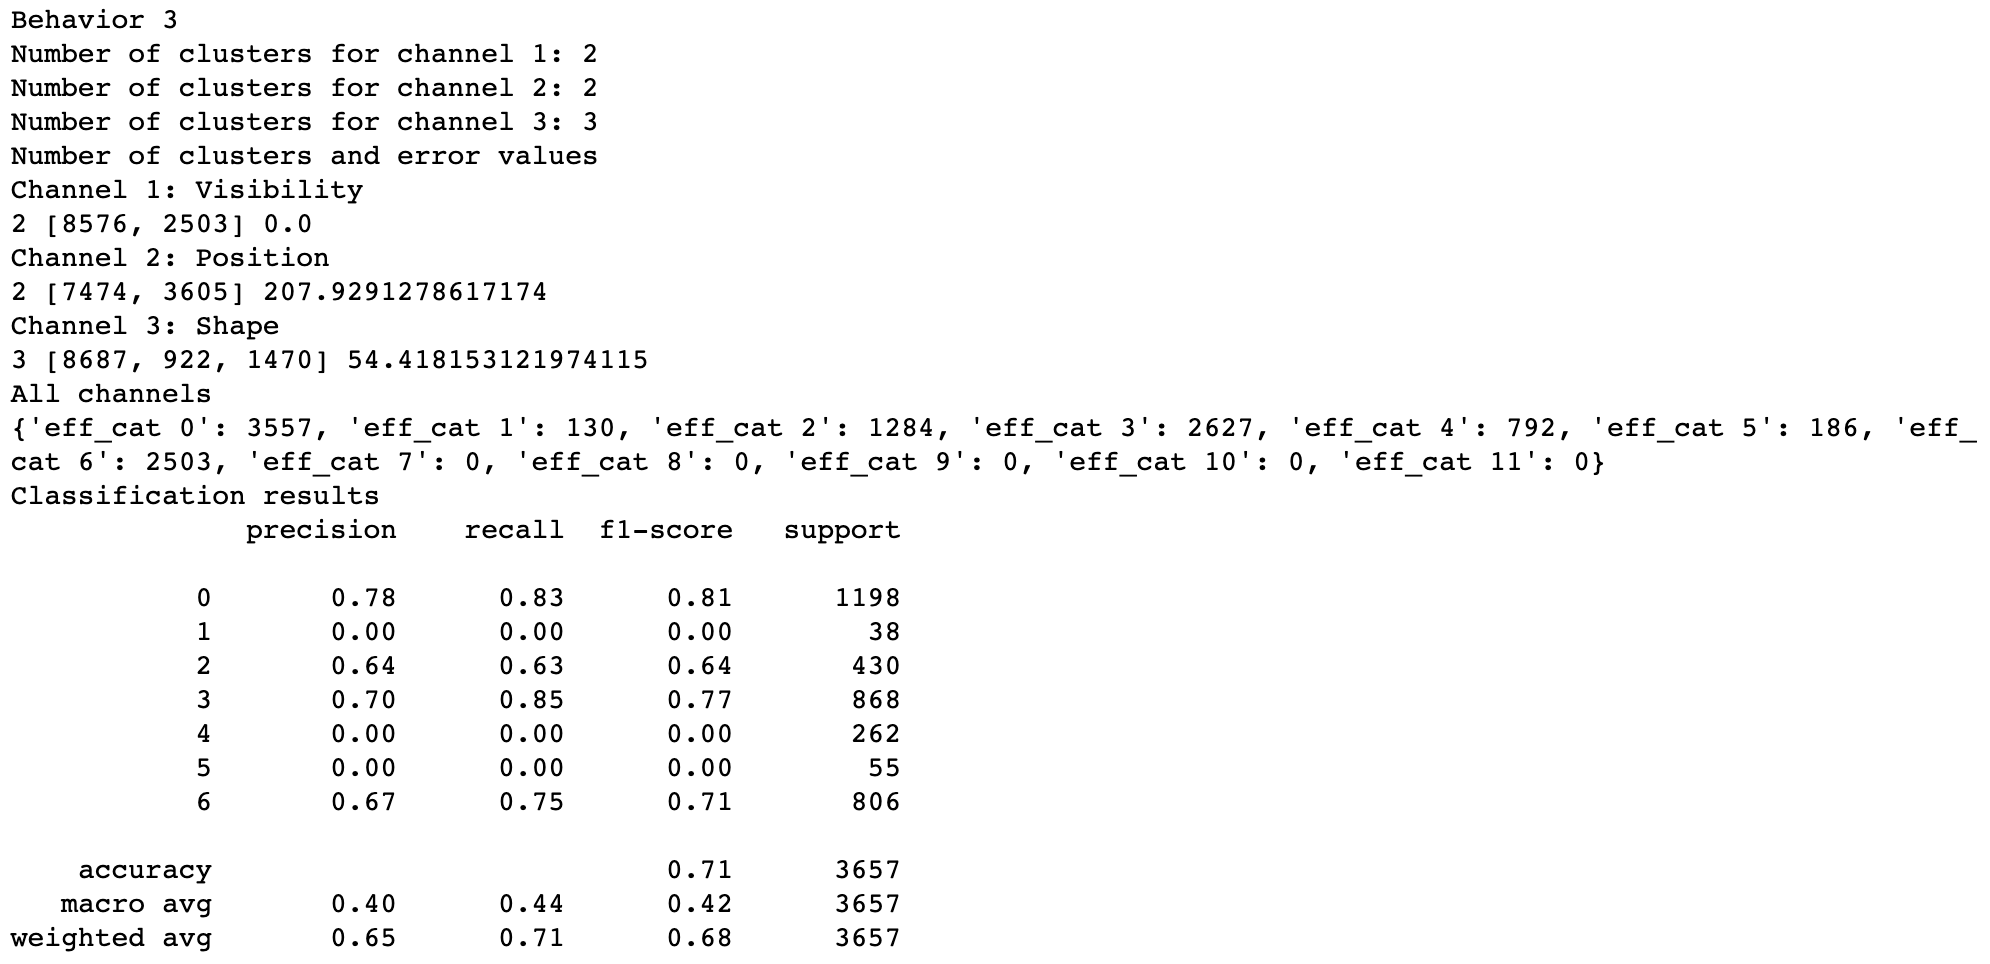 Behavior 3
Number of clusters for channel 1: 2
Number of clusters for channel 2: 2
Number of clusters for channel 3: 3
Number of clusters and error values
Channel 1: Visibility
2 [8576, 2503] 0.0
Channel 2: Position
2 [7474, 3605] 207.9291278617174
Channel 3: Shape
3 [8687, 922, 1470] 54.418153121974115
All channels
{'eff_cat 0': 3557, 'eff_cat 1': 130, 'eff_cat 2': 1284, 'eff_cat 3': 2627, 'eff_cat 4': 792, 'eff_cat 5': 186, 'eff_
cat 6': 2503, 'eff_cat 7': 0, 'eff_cat 8': 0, 'eff_cat 9': 0, 'eff_cat 10': 0, 'eff_cat 11': 0}
Classification results
              precision    recall  f1-score   support
           0       0.78      0.83      0.81      1198
           1       0.00      0.00      0.00        38
           2       0.64      0.63      0.64       430
           3       0.70      0.85      0.77       868
           4       0.00      0.00      0.00       262
           5       0.00      0.00      0.00        55
           6       0.67      0.75      0.71       806
    accuracy                           0.71      3657
   macro avg       0.40      0.44      0.42      3657
weighted avg       0.65      0.71      0.68      3657